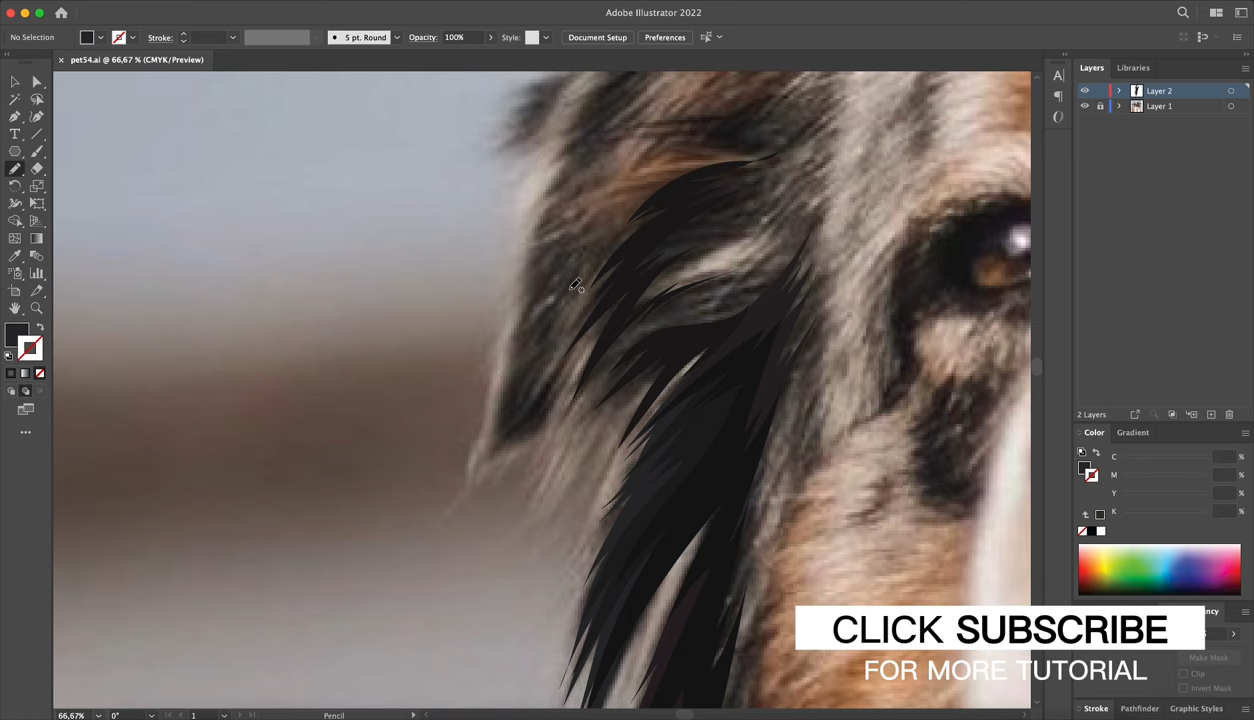 Adobe Illustrator 2022
No Selection
Stroke:
5 pt. Round
Opacity: 100%
Style:
Document Setup
Preferences
pet54.ai @ 66,67 % (CMYK/Preview)
Layers
Libraries
Layer 2
Layer 1
2 Layers
Color
Gradient
C %
M %
Y %
K %
CLICK SUBSCRIBE
FOR MORE TUTORIAL
Make Mask
Clip
Invert Mask
Stroke
Pathfinder
Graphic Styles
66,67%
0°
1
Pencil